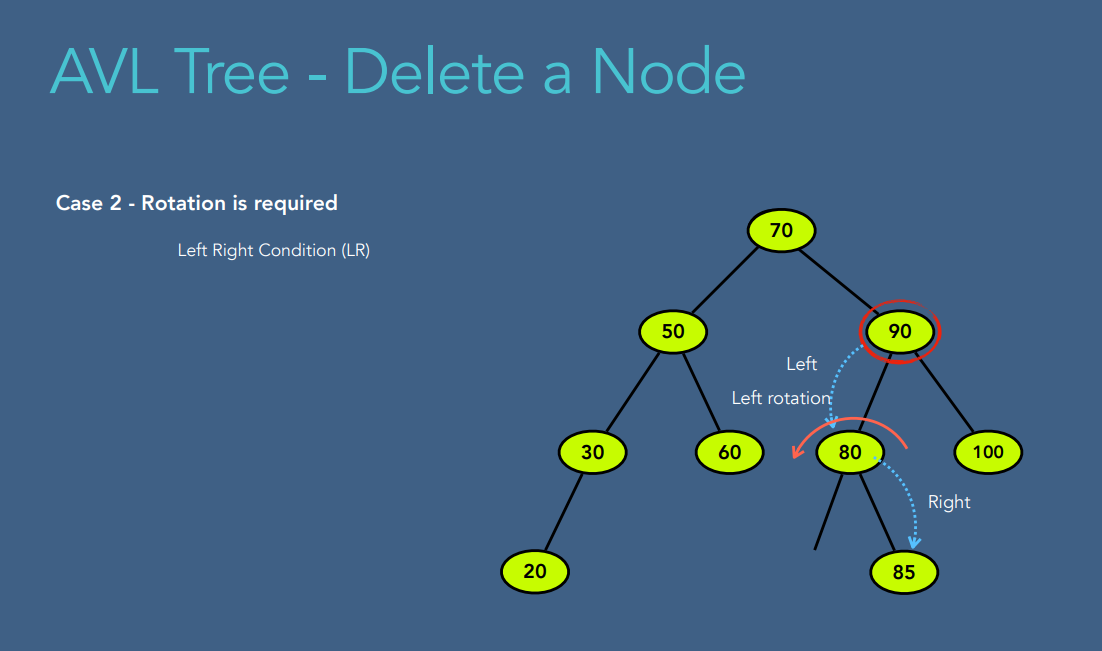 AVL Tree - Delete a Node
Case 2 - Rotation is required
Left Right Condition (LR)
70
50
90
Left
Left rotation
30
60
80
100
Right
20
85